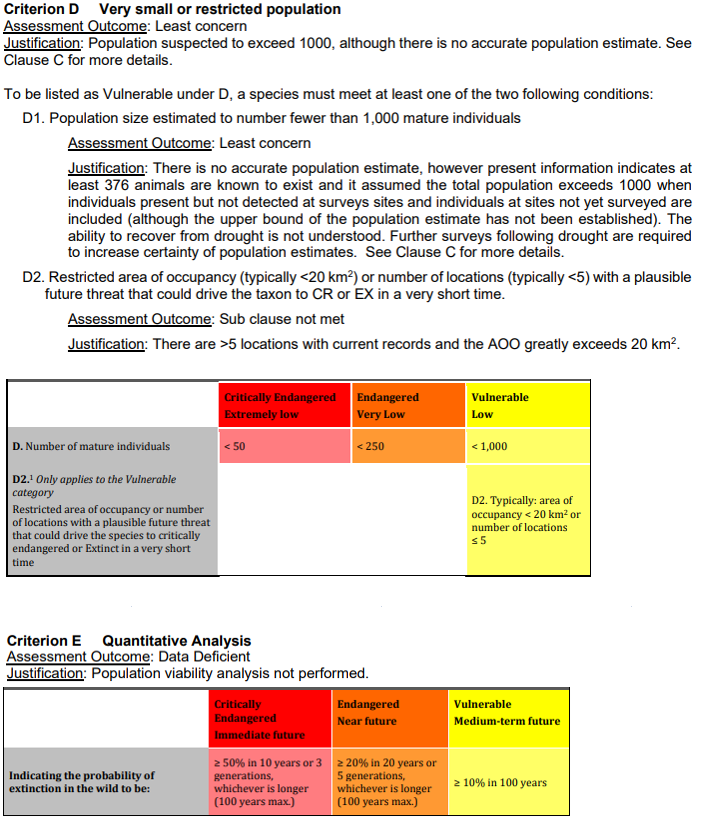 Criterion D Very small or restricted population
Assessment Outcome: Least concern
Justification: Population suspected to exceed 1000, although there is no accurate population estimate. See
Clause C for more details.
To be listed as Vulnerable under D, a species must meet at least one of the two following conditions:
D1. Population size estimated to number fewer than 1,000 mature individuals
Assessment Outcome: Least concern
Justification: There is no accurate population estimate, however present information indicates at
least 376 animals are known to exist and it assumed the total population exceeds 1000 when
individuals present but not detected at surveys sites and individuals at sites not yet surveyed are
included (although the upper bound of the population estimate has not been established). The
ability to recover from drought is not understood. Further surveys following drought are required
to increase certainty of population estimates. See Clause C for more details.
D2. Restricted area of occupancy (typically <20 km²) or number of locations (typically <5) with a plausible
future threat that could drive the taxon to CR or EX in a very short time.
Assessment Outcome: Sub clause not met
Justification: There are >5 locations with current records and the AOO greatly exceeds 20 km².
Critically Endangered
Extremely low
Endangered
Very Low
Vulnerable
Low
D. Number of mature individuals
< 50
< 250
< 1,000
D2.¹ Only applies to the Vulnerable
category
Restricted area of occupancy or number
of locations with a plausible future threat
that could drive the species to critically
endangered or Extinct in a very short
time
D2. Typically: area of
occupancy < 20 km² or
number of locations
≤ 5
Criterion E Quantitative Analysis
Assessment Outcome: Data Deficient
Justification: Population viability analysis not performed.
Critically
Endangered
Immediate future
Endangered
Near future
Vulnerable
Medium-term future
Indicating the probability of
extinction in the wild to be:
≥ 50% in 10 years or 3
generations,
whichever is longer
(100 years max.)
≥ 20% in 20 years or
5 generations,
whichever is longer
(100 years max.)
≥ 10% in 100 years